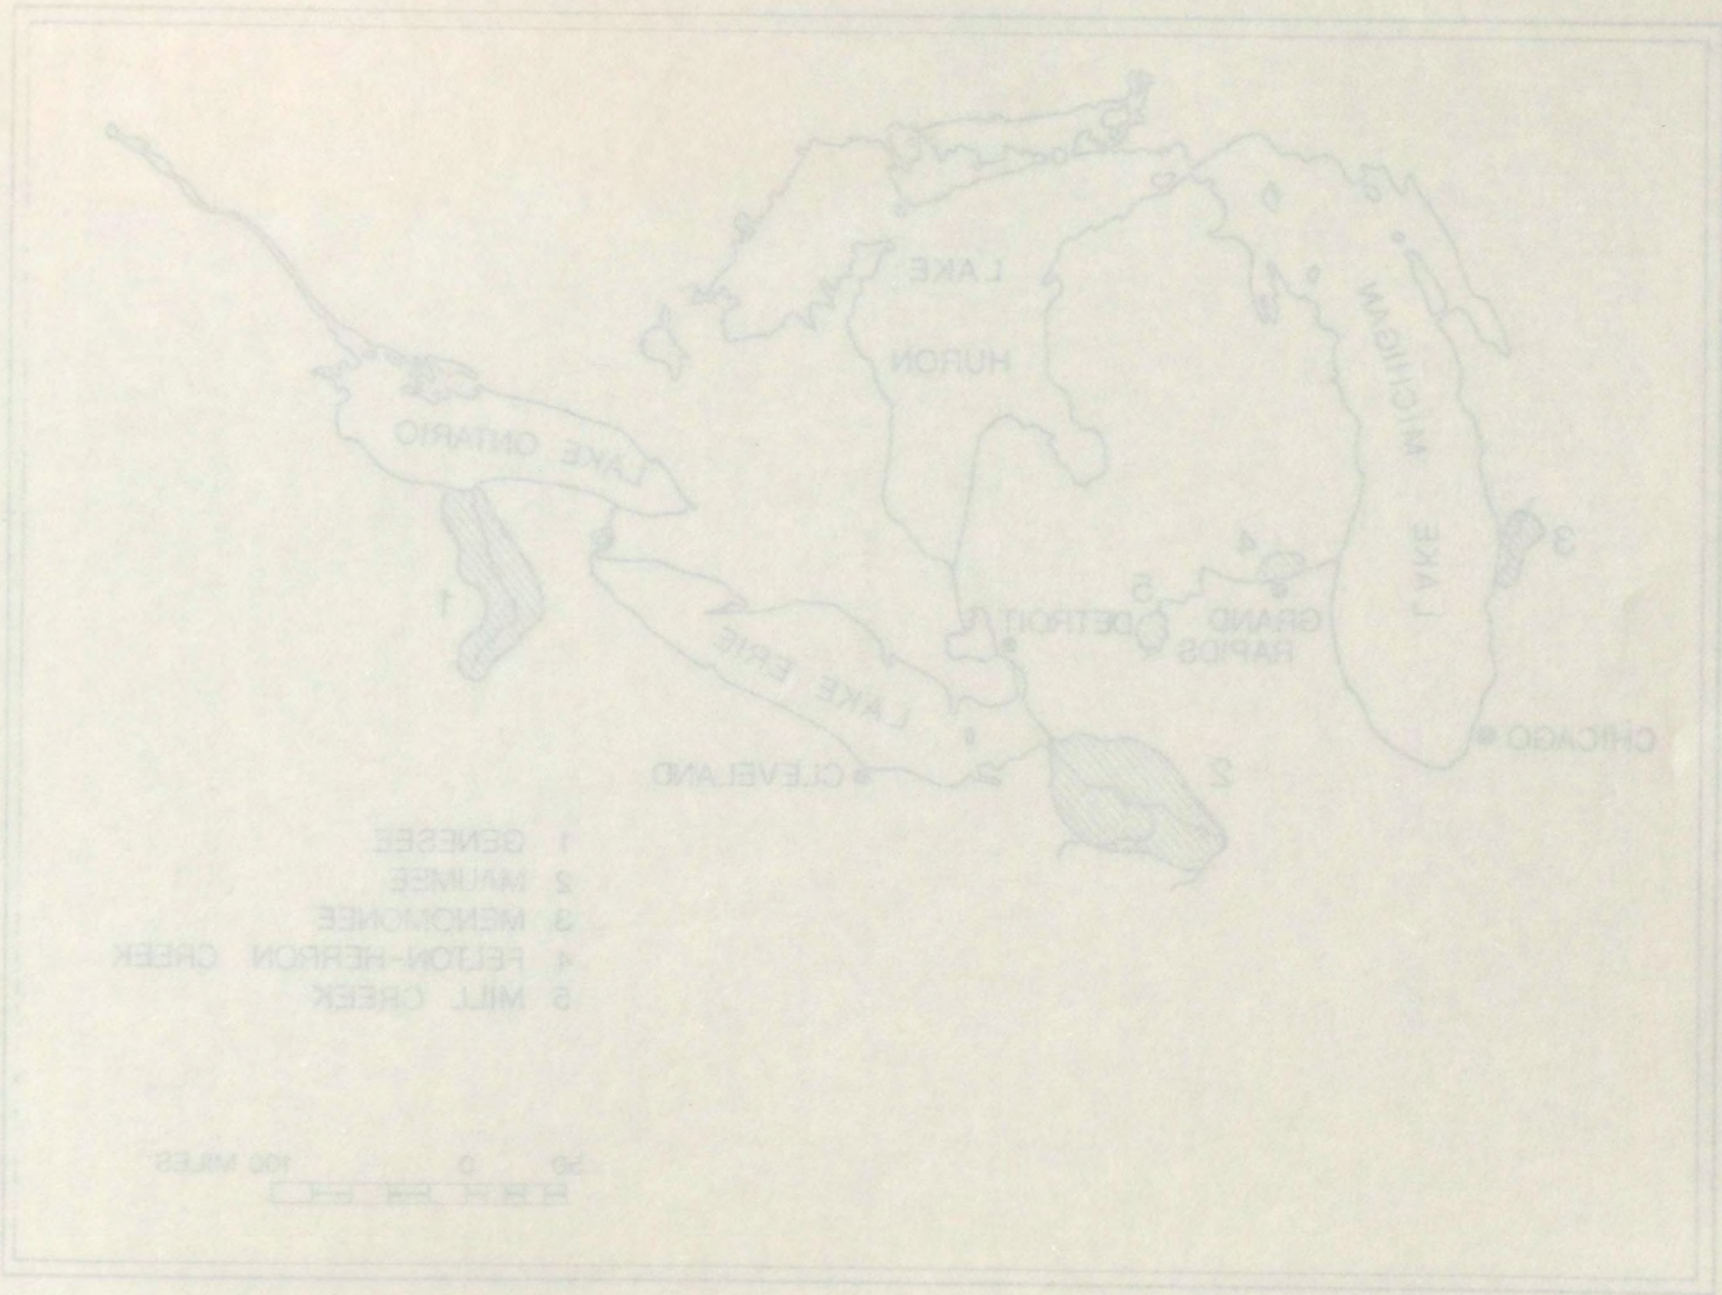 LAKE
HURON
LAKE MICHIGAN
LAKE ONTARIO
LAKE ERIE
1
2
3
4
5
GRAND
RAPIDS
DETROIT
CHICAGO
CLEVELAND
1 GENESEE
2 MAUMEE
3 MENOMONEE
4 FELTON-HERRON CREEK
5 MILL CREEK
50 0 100 MILES